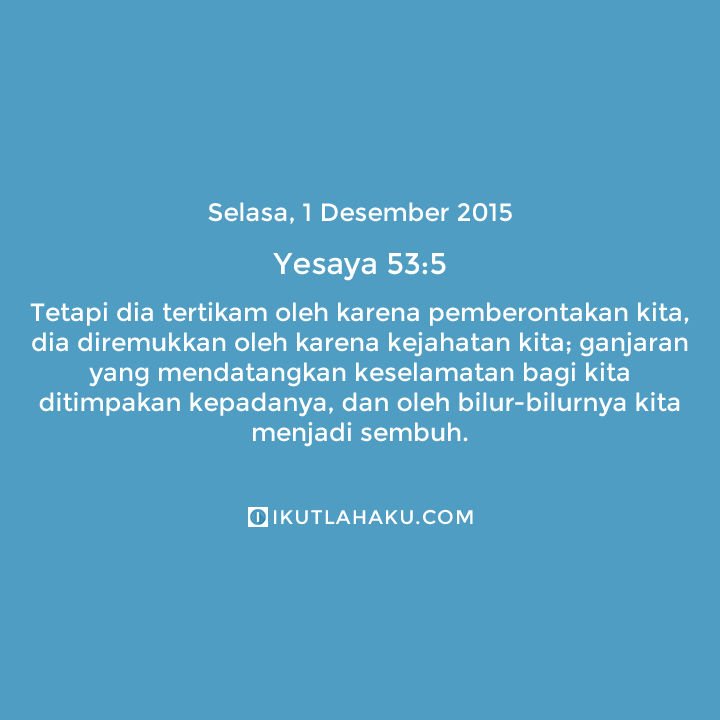 Selasa, 1 Desember 2015
Yesaya 53:5
Tetapi dia tertikam oleh karena pemberontakan kita,
dia diremukkan oleh karena kejahatan kita; ganjaran
yang mendatangkan keselamatan bagi kita
ditimpakan kepadanya, dan oleh bilur-bilurnya kita
menjadi sembuh.
IKUTLAHAKU.COM